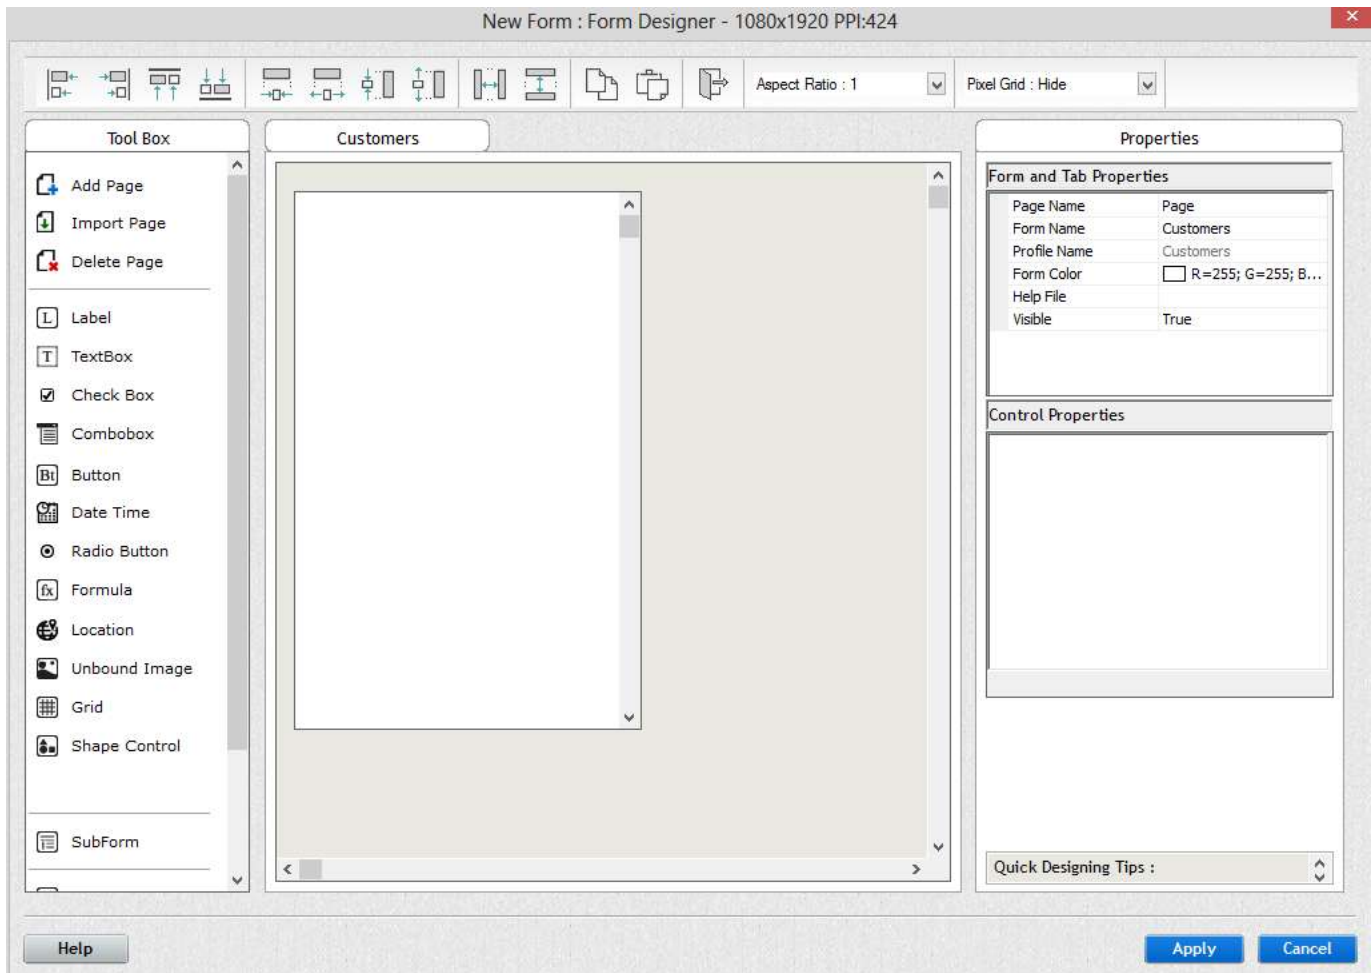 New Form : Form Designer - 1080x1920 PPI:424
Aspect Ratio : 1
Pixel Grid : Hide
Tool Box
Customers
Properties
Add Page
Import Page
Delete Page
L Label
T TextBox
Check Box
Combobox
Bt Button
Date Time
Radio Button
fx Formula
Location
Unbound Image
Grid
Shape Control
SubForm
Form and Tab Properties
Page Name Page
Form Name Customers
Profile Name Customers
Form Color R=255; G=255; B...
Help File
Visible True
Control Properties
Quick Designing Tips :
Help
Apply
Cancel